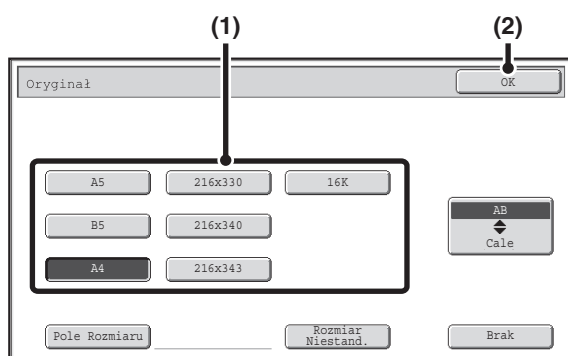 (1) (2)
Oryginał OK
A5 216x330 16K
AB
B5 216x340
Cale
A4 216x343
Pole Rozmiaru Rozmiar Niestand. Brak